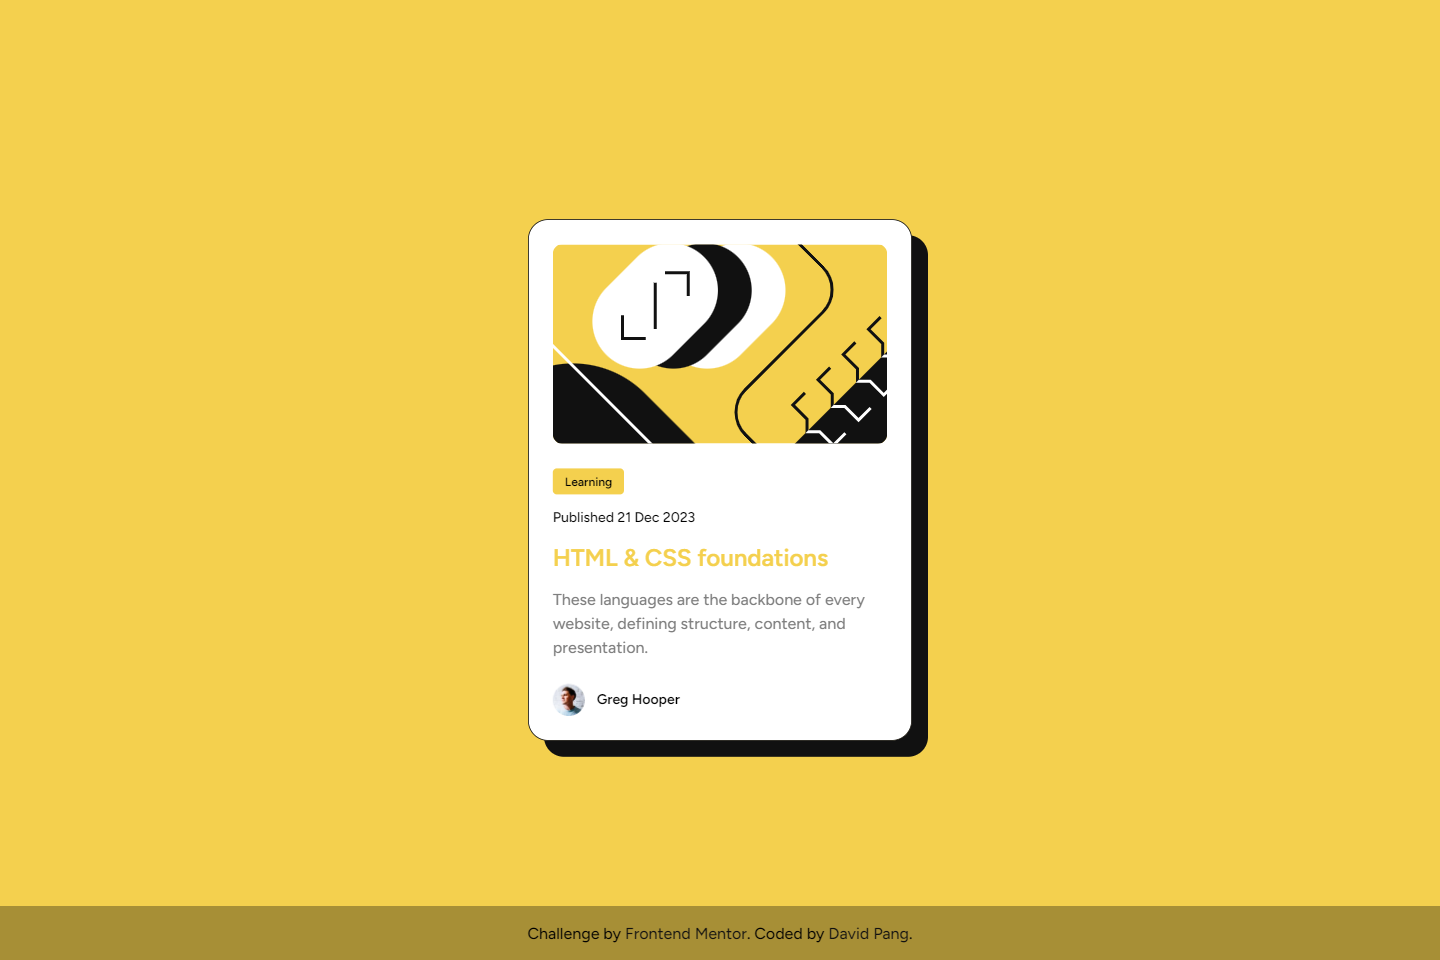 Learning
Published 21 Dec 2023
HTML & CSS foundations
These languages are the backbone of every
website, defining structure, content, and
presentation.
Greg Hooper
Challenge by Frontend Mentor. Coded by David Pang.